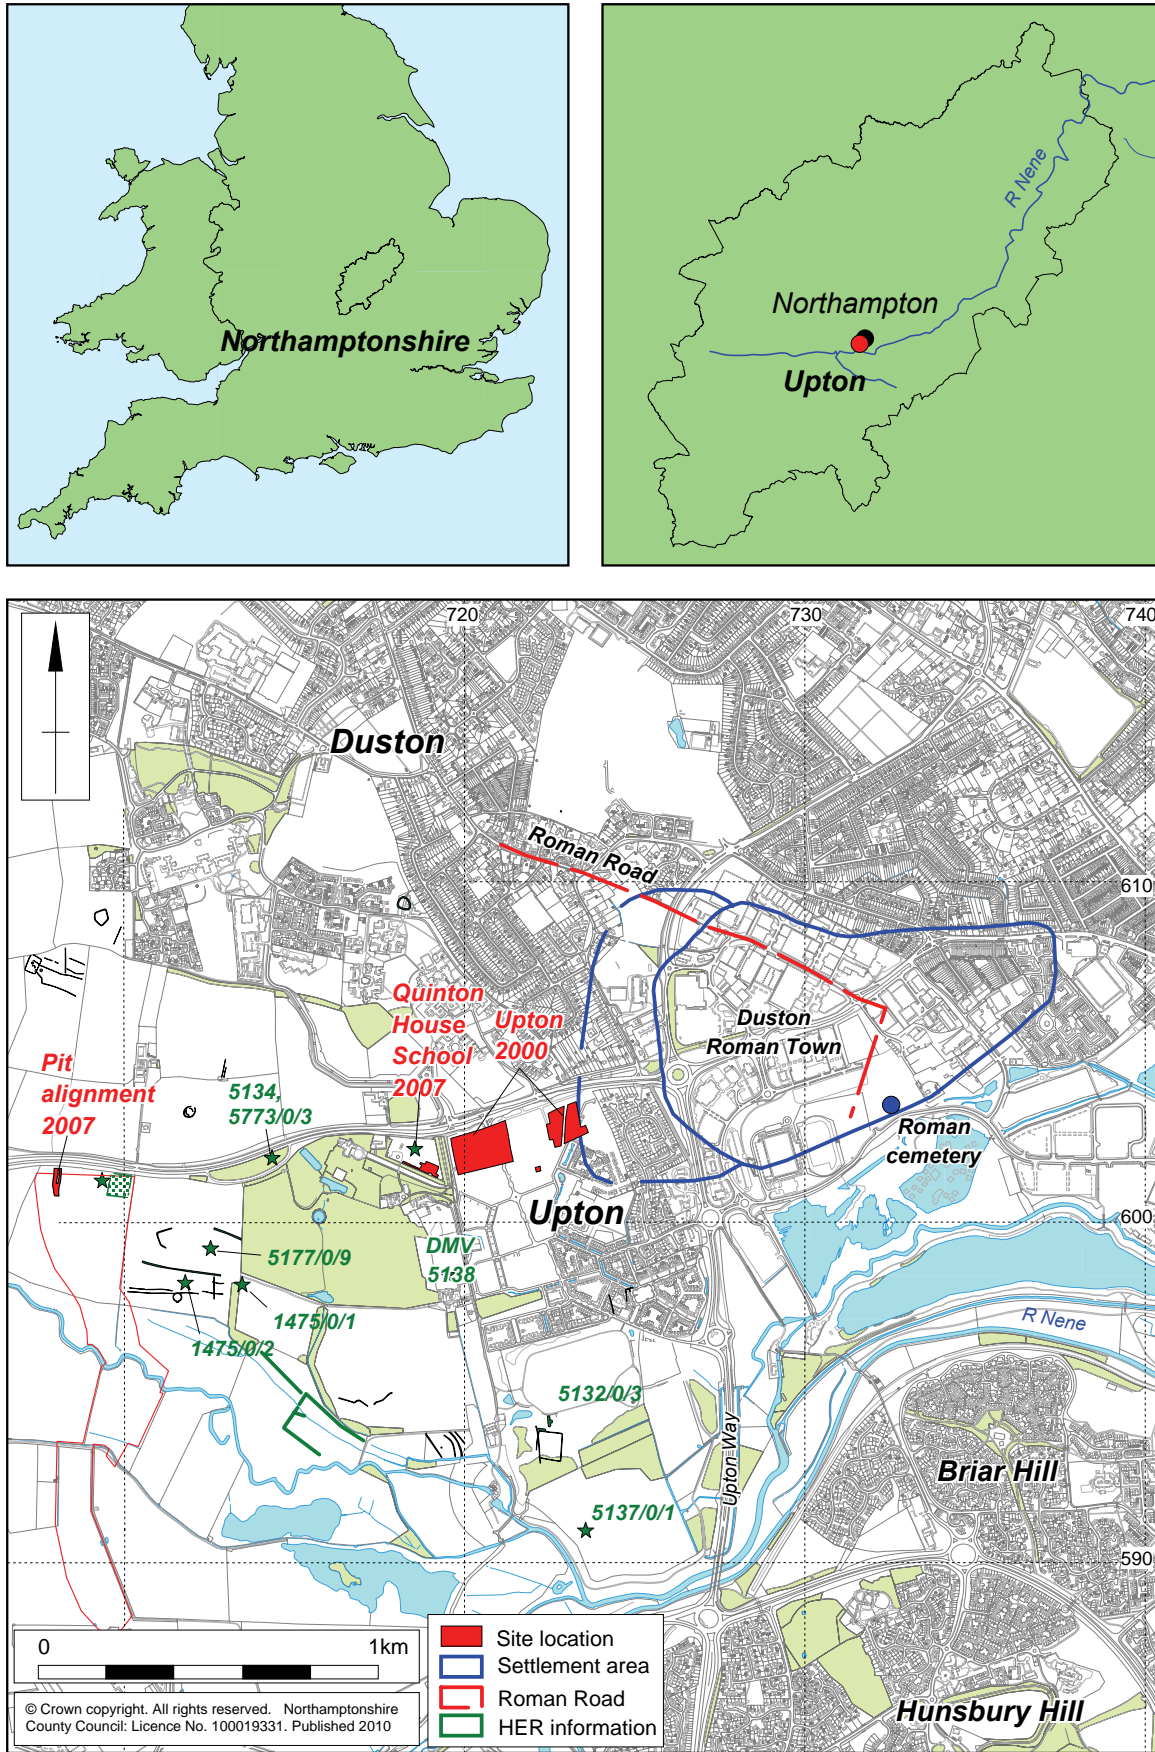 Northamptonshire
R Nene
Northampton
Upton
720
730
740
Duston
Roman Road
610
Quinton
House
School
2007
Upton
2000
Duston
Roman Town
Pit
alignment
2007
5134,
5773/0/3
Roman
cemetery
Upton
600
DMV
5138
5177/0/9
1475/0/1
1475/0/2
R Nene
5132/0/3
Upton Way
Briar Hill
5137/0/1
590
0 1km
Site location
Settlement area
Roman Road
HER information
© Crown copyright. All rights reserved. Northamptonshire
County Council: Licence No. 100019331. Published 2010
Hunsbury Hill